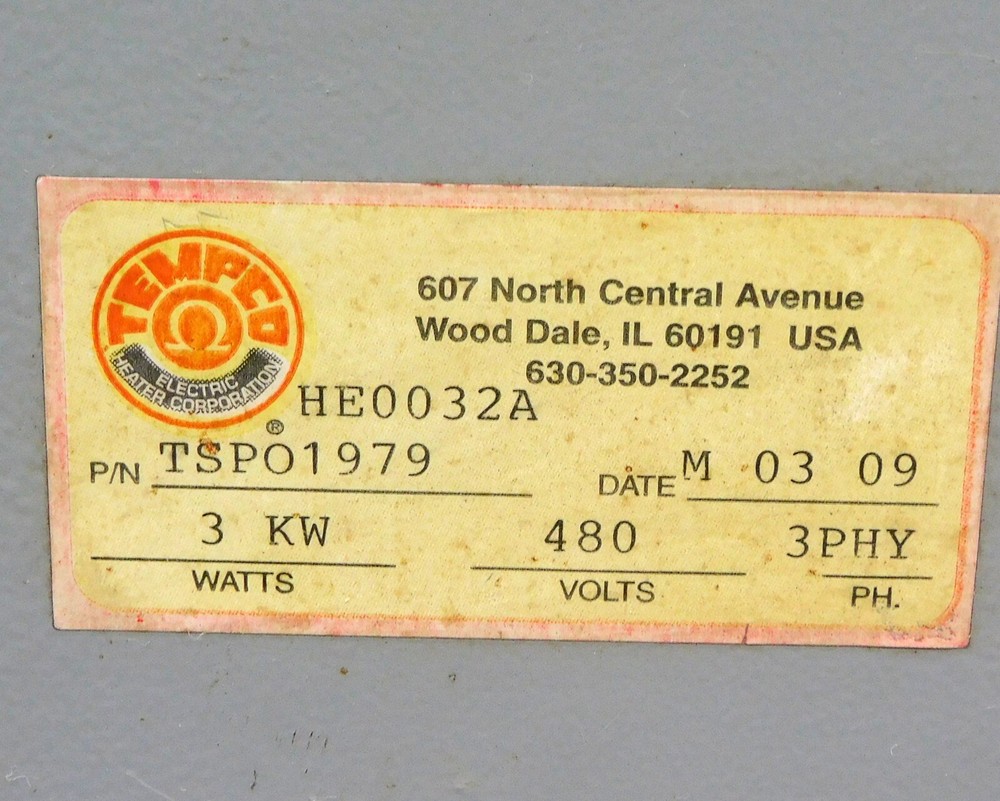 TEMPCO
ELECTRIC
HEATER CORPORATION
®
607 North Central Avenue
Wood Dale, IL 60191 USA
630-350-2252
HE0032A
P/N TSPO1979
DATE M 03 09
3 KW 480 3PHY
WATTS VOLTS PH.